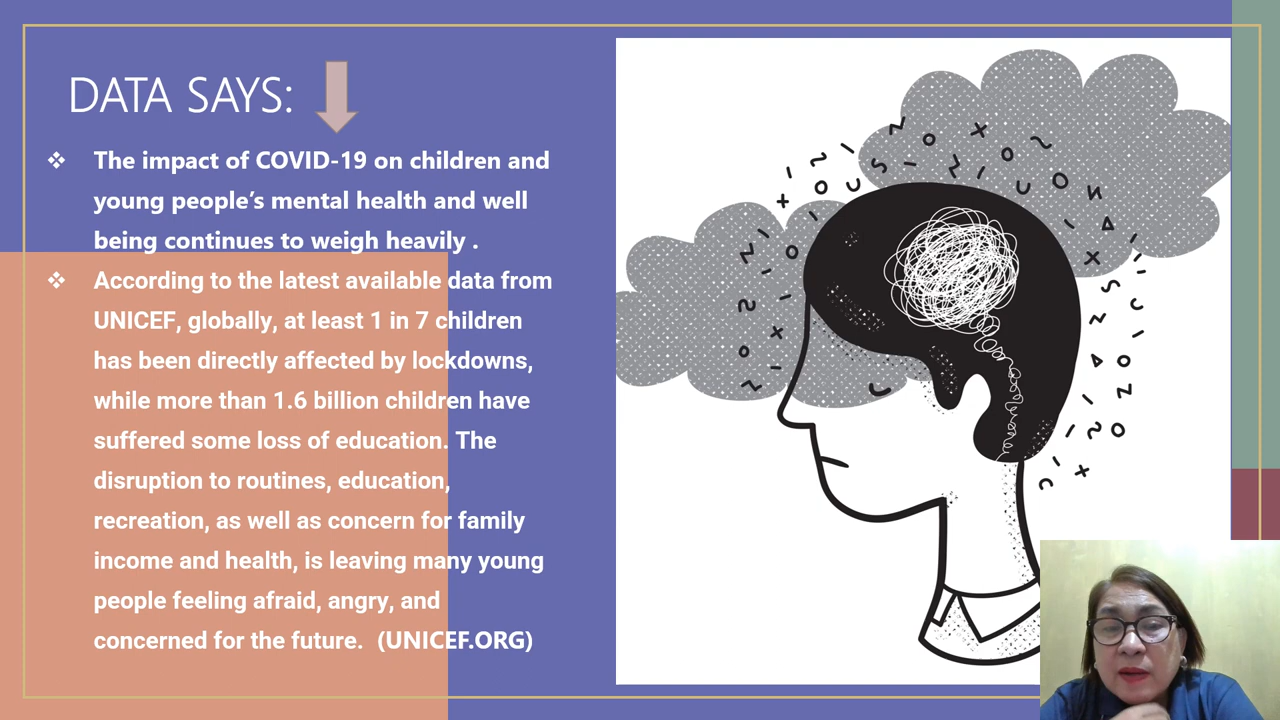 DATA SAYS:
❖ The impact of COVID-19 on children and
young people’s mental health and well
being continues to weigh heavily .
❖ According to the latest available data from
UNICEF, globally, at least 1 in 7 children
has been directly affected by lockdowns,
while more than 1.6 billion children have
suffered some loss of education. The
disruption to routines, education,
recreation, as well as concern for family
income and health, is leaving many young
people feeling afraid, angry, and
concerned for the future.  (UNICEF.ORG)